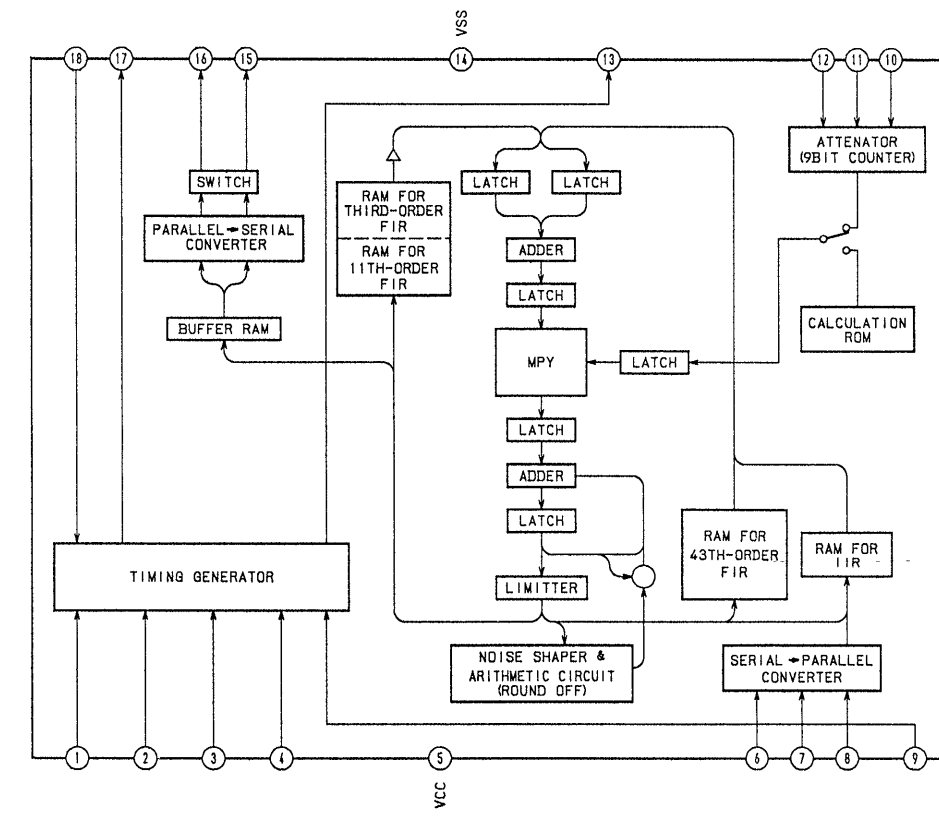 VSS
18 17 16 15 14 13 12 11 10
ATTENATOR
(9BIT COUNTER)
SWITCH
LATCH LATCH
RAM FOR
THIRD-ORDER
FIR
PARALLEL→SERIAL
CONVERTER
ADDER
RAM FOR
11TH-ORDER
FIR
LATCH
BUFFER RAM
CALCULATION
ROM
MPY
LATCH
LATCH
ADDER
LATCH
RAM FOR
43TH-ORDER
FIR
RAM FOR
IIR
TIMING GENERATOR
LIMITTER
NOISE SHAPER &
ARITHMETIC CIRCUIT
(ROUND OFF)
SERIAL→PARALLEL
CONVERTER
1 2 3 4 5 6 7 8 9
VCC